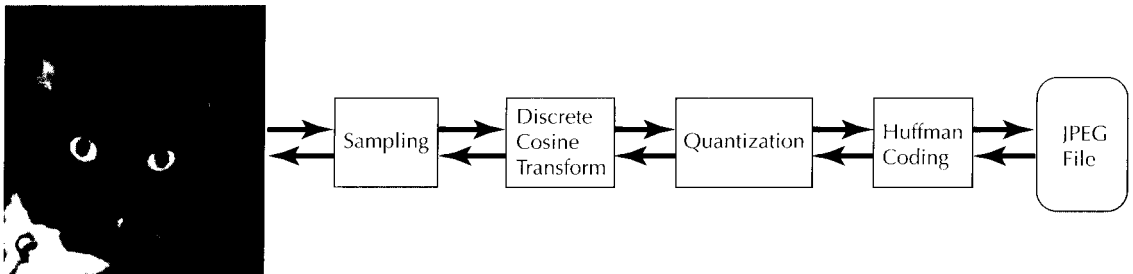 Sampling
Discrete
Cosine
Transform
Quantization
Huffman
Coding
JPEG
File